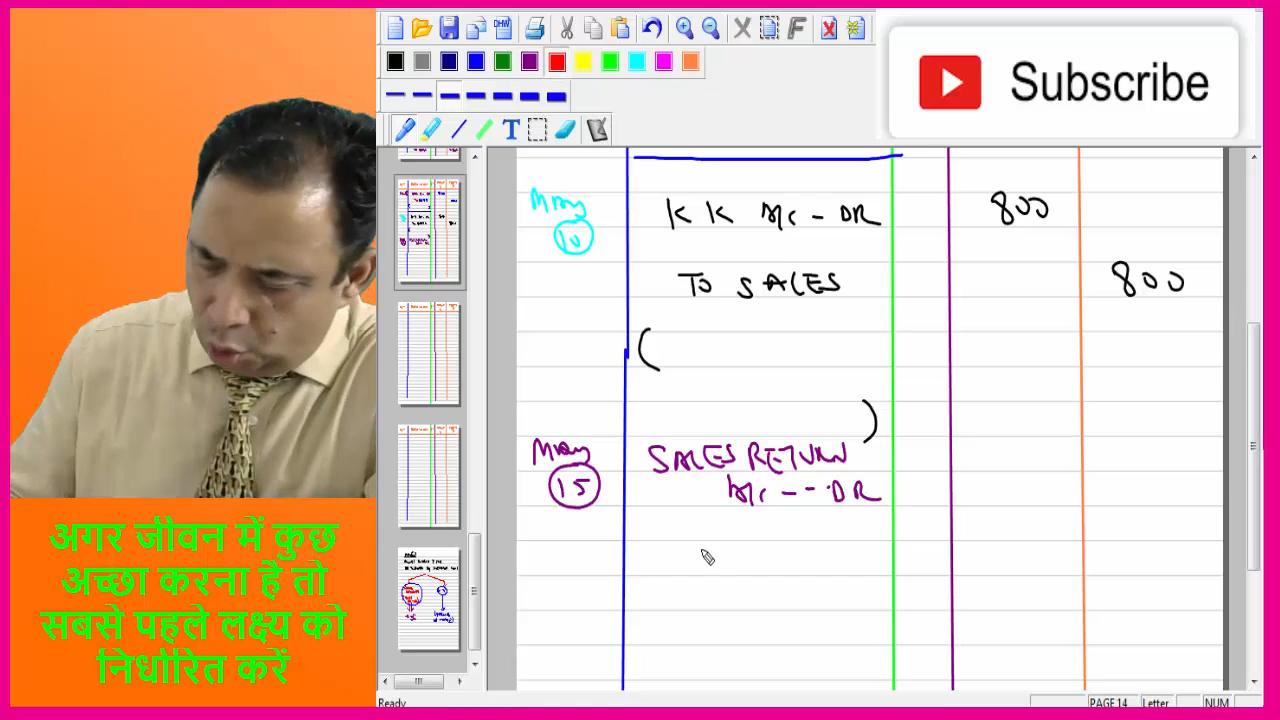 Subscribe
May
10
K K A/c - DR
800
TO SALES
800
(
)
May
15
SALES RETURN
A/c - - DR
अगर जीवन में कुछ
अच्छा करना है तो
सबसे पहले लक्ष्य को
निर्धारित करें
Ready
PAGE 14
Letter
NUM